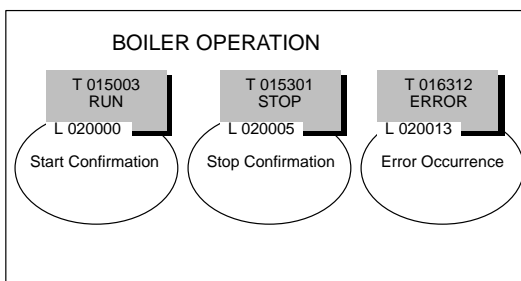 BOILER OPERATION
T 015003
RUN
L 020000
Start Confirmation
T 015301
STOP
L 020005
Stop Confirmation
T 016312
ERROR
L 020013
Error Occurrence